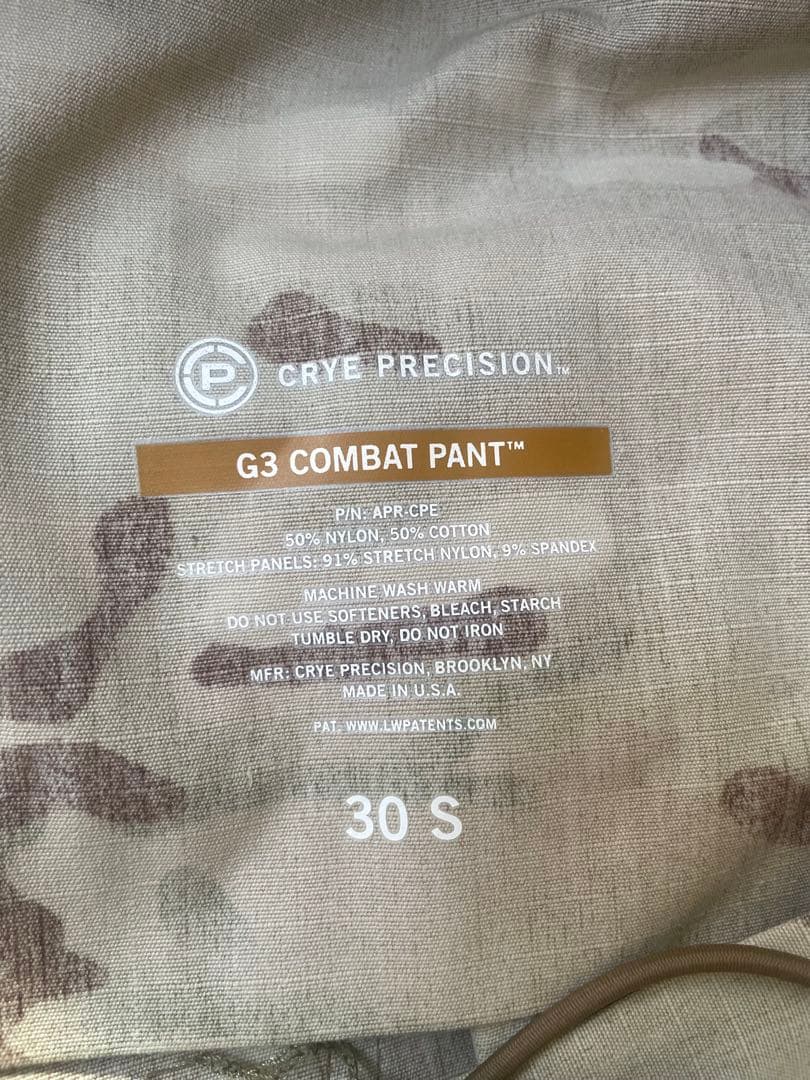 CP
CRYE PRECISION™
G3 COMBAT PANT™
P/N: APR-CPE
50% NYLON, 50% COTTON
STRETCH PANELS: 91% STRETCH NYLON, 9% SPANDEX
MACHINE WASH WARM
DO NOT USE SOFTENERS, BLEACH, STARCH
TUMBLE DRY, DO NOT IRON
MFR: CRYE PRECISION, BROOKLYN, NY
MADE IN U.S.A.
PAT. WWW.LWPATENTS.COM
30 S